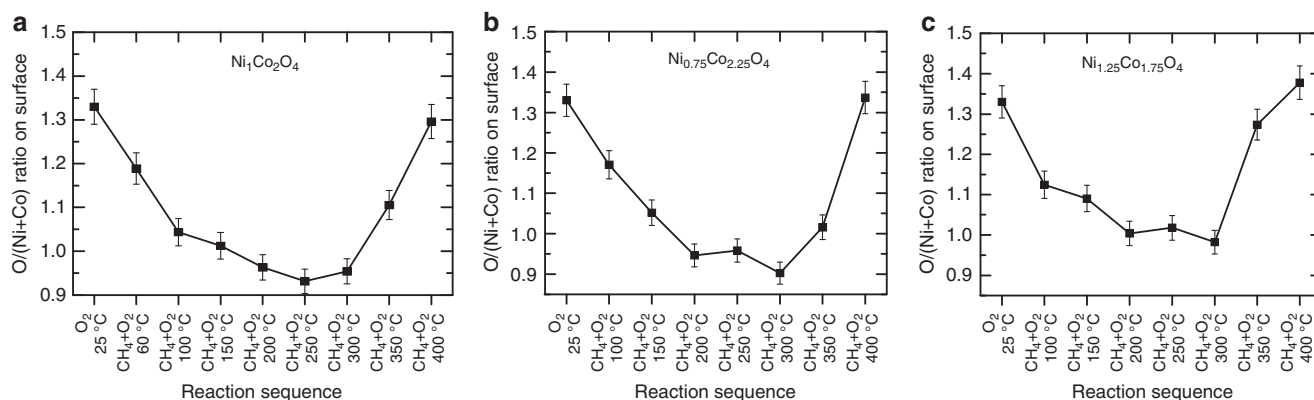 a
1.5
1.4
1.3
1.2
1.1
1.0
0.9
O/(Ni+Co) ratio on surface
Ni₁Co₂O₄
O₂
25 °C
CH₄+O₂
60 °C
CH₄+O₂
100 °C
CH₄+O₂
150 °C
CH₄+O₂
200 °C
CH₄+O₂
250 °C
CH₄+O₂
300 °C
CH₄+O₂
350 °C
CH₄+O₂
400 °C
Reaction sequence
b
1.5
1.4
1.3
1.2
1.1
1.0
0.9
O/(Ni+Co) ratio on surface
Ni₀.₇₅Co₂.₂₅O₄
O₂
25 °C
CH₄+O₂
100 °C
CH₄+O₂
150 °C
CH₄+O₂
200 °C
CH₄+O₂
250 °C
CH₄+O₂
300 °C
CH₄+O₂
350 °C
CH₄+O₂
400 °C
Reaction sequence
c
1.5
1.4
1.3
1.2
1.1
1.0
0.9
O/(Ni+Co) ratio on surface
Ni₁.₂₅Co₁.₇₅O₄
O₂
25 °C
CH₄+O₂
100 °C
CH₄+O₂
150 °C
CH₄+O₂
200 °C
CH₄+O₂
250 °C
CH₄+O₂
300 °C
CH₄+O₂
350 °C
CH₄+O₂
400 °C
Reaction sequence